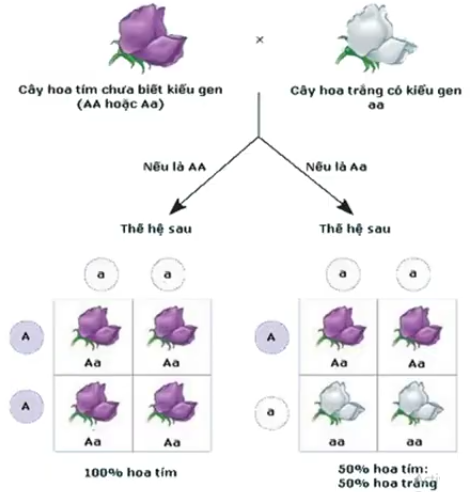 ×
Cây hoa tím chưa biết kiểu gen
(AA hoặc Aa)
Cây hoa trắng có kiểu gen
aa
Nếu là AA
Nếu là Aa
Thế hệ sau
Thế hệ sau
a a
a a
A
Aa Aa
A
Aa Aa
A
Aa Aa
a
aa aa
100% hoa tím
50% hoa tím:
50% hoa trắng